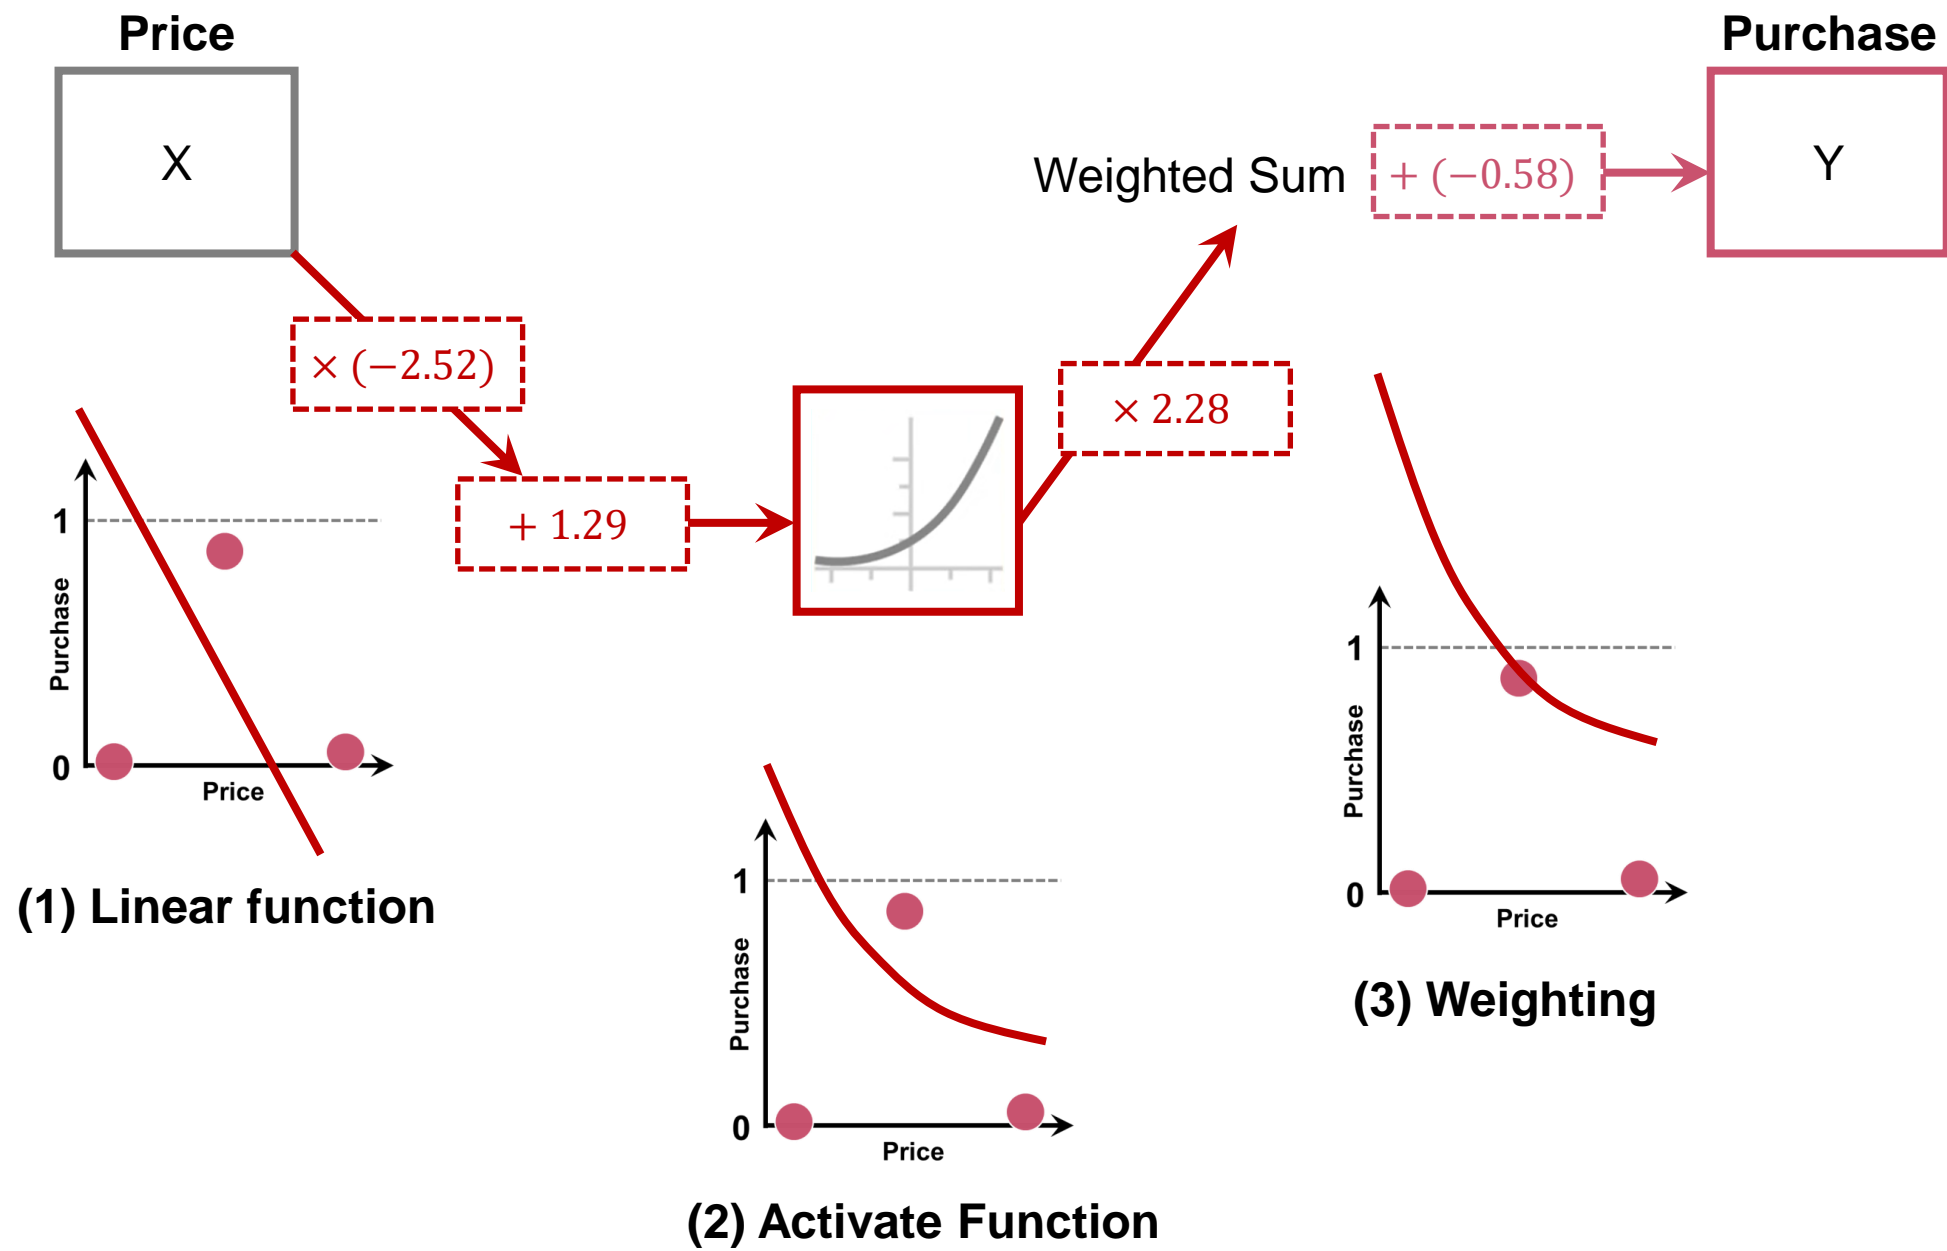 Price
Purchase
X
Weighted Sum
+ (−0.58)
Y
× (−2.52)
× 2.28
+ 1.29
1
Purchase
0
Price
(1) Linear function
1
Purchase
0
Price
(2) Activate Function
1
Purchase
0
Price
(3) Weighting